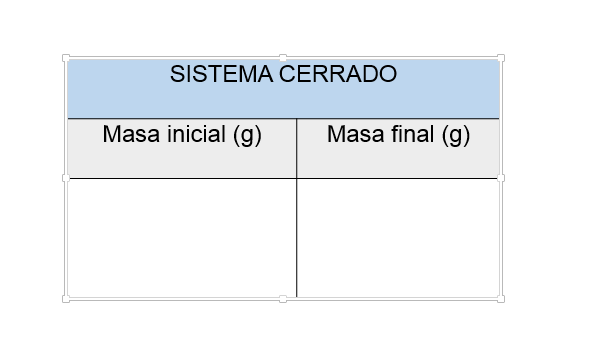 SISTEMA CERRADO
Masa inicial (g) Masa final (g)